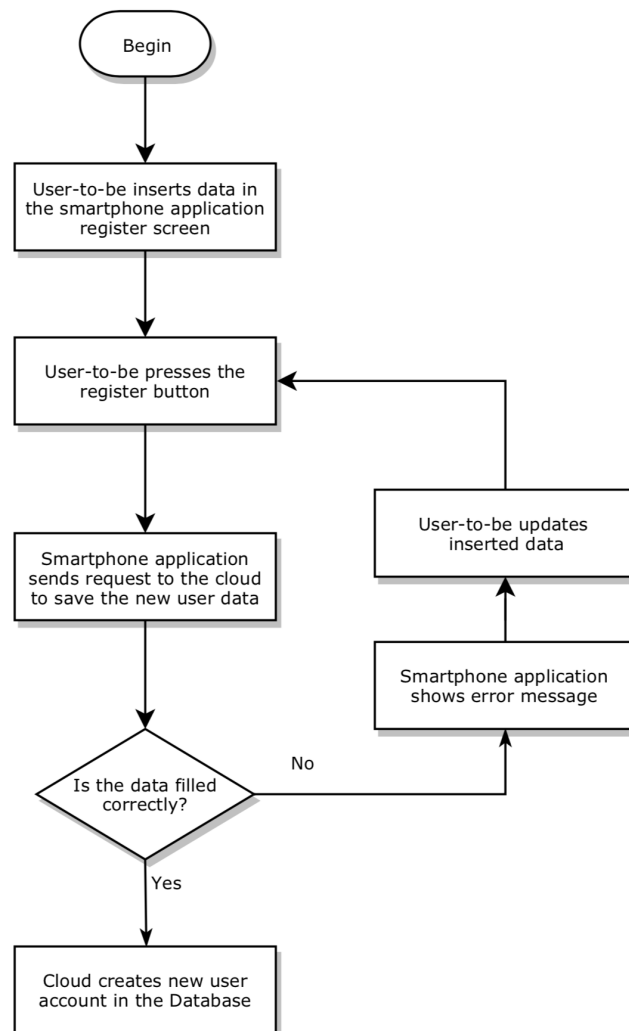 Begin
User-to-be inserts data in
the smartphone application
register screen
User-to-be presses the
register button
User-to-be updates
inserted data
Smartphone application
sends request to the cloud
to save the new user data
Smartphone application
shows error message
Is the data filled
correctly?
No
Yes
Cloud creates new user
account in the Database